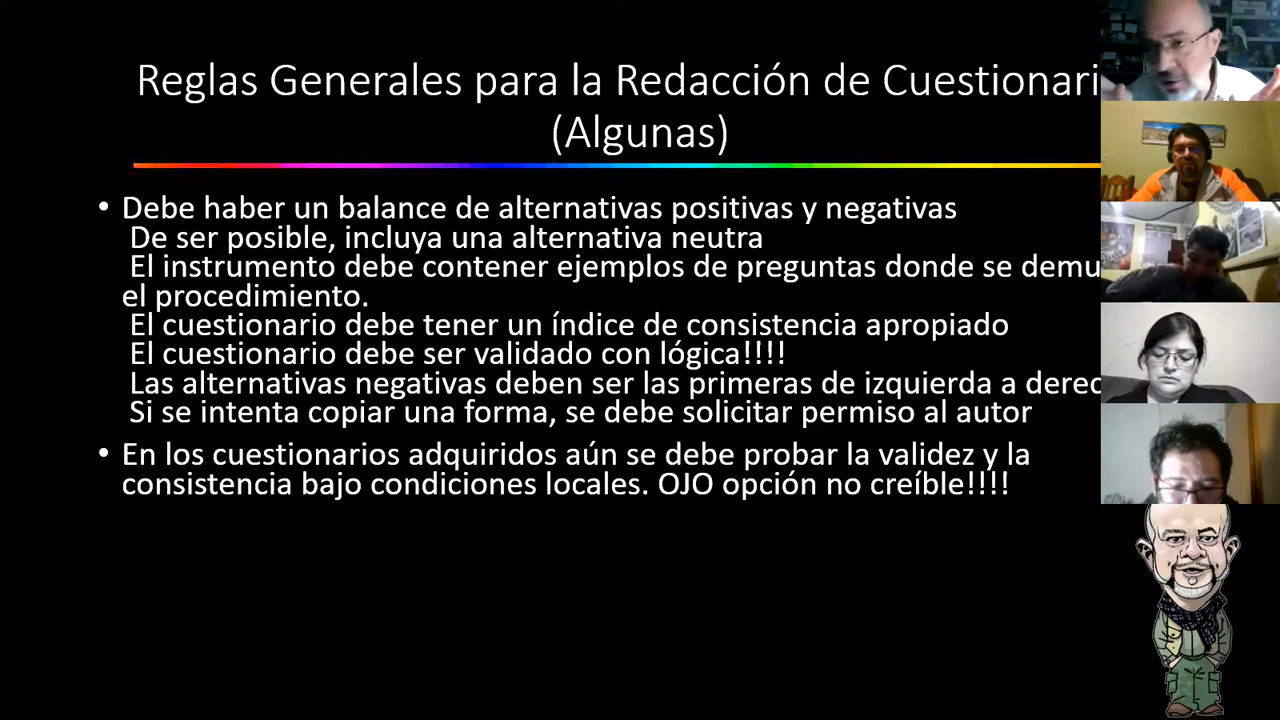 Reglas Generales para la Redacción de Cuestionari
(Algunas)
• Debe haber un balance de alternativas positivas y negativas
De ser posible, incluya una alternativa neutra
El instrumento debe contener ejemplos de preguntas donde se demu
el procedimiento.
El cuestionario debe tener un índice de consistencia apropiado
El cuestionario debe ser validado con lógica!!!!
Las alternativas negativas deben ser las primeras de izquierda a derec
Si se intenta copiar una forma, se debe solicitar permiso al autor
• En los cuestionarios adquiridos aún se debe probar la validez y la
consistencia bajo condiciones locales. OJO opción no creíble!!!!